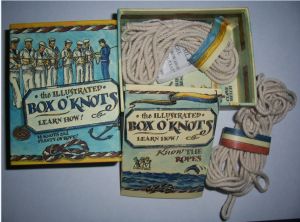 the ILLUSTRATED
BOX O' KNOTS
LEARN HOW!
the ILLUSTRATED
BOX O' KNOTS
LEARN HOW!
Know THE
ROPES